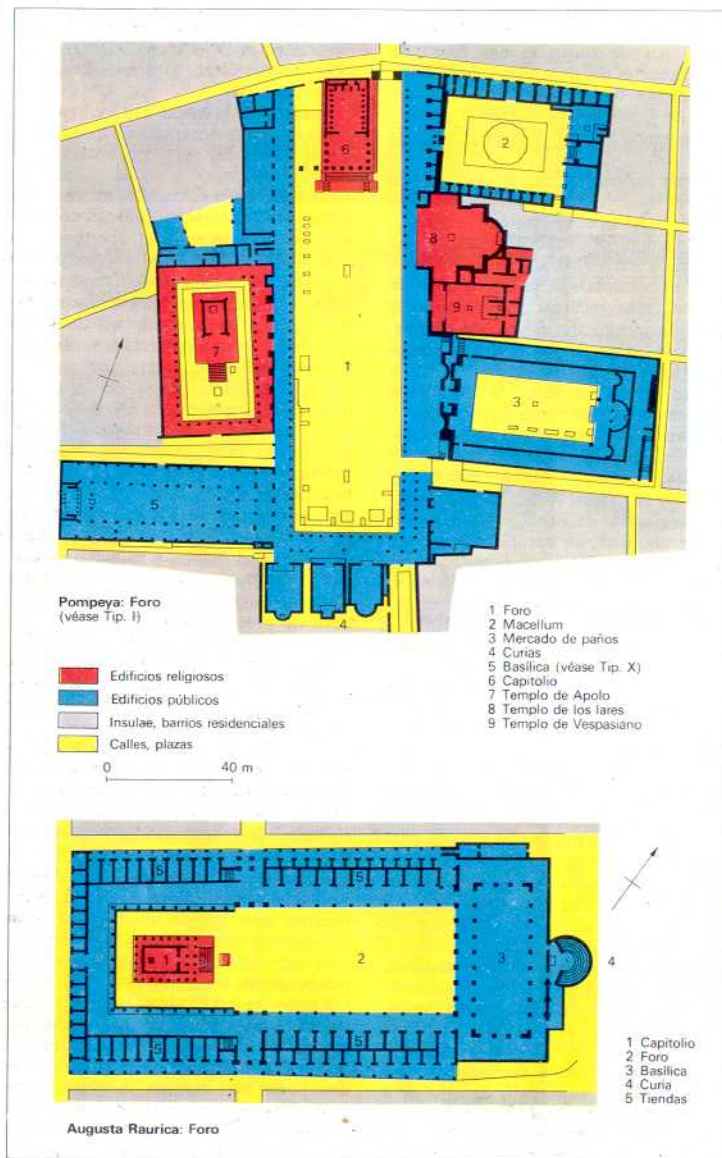 6
2
8
9
7
1
3
5
4
Pompeya: Foro
(véase Tip. I)
1 Foro
2 Macellum
3 Mercado de paños
4 Curias
5 Basílica (véase Tip. X)
6 Capitolio
7 Templo de Apolo
8 Templo de los lares
9 Templo de Vespasiano
Edificios religiosos
Edificios públicos
Insulae, barrios residenciales
Calles, plazas
0 40 m
5 5
1 2 3 4
5 5
1 Capitolio
2 Foro
3 Basílica
4 Curia
5 Tiendas
Augusta Raurica: Foro